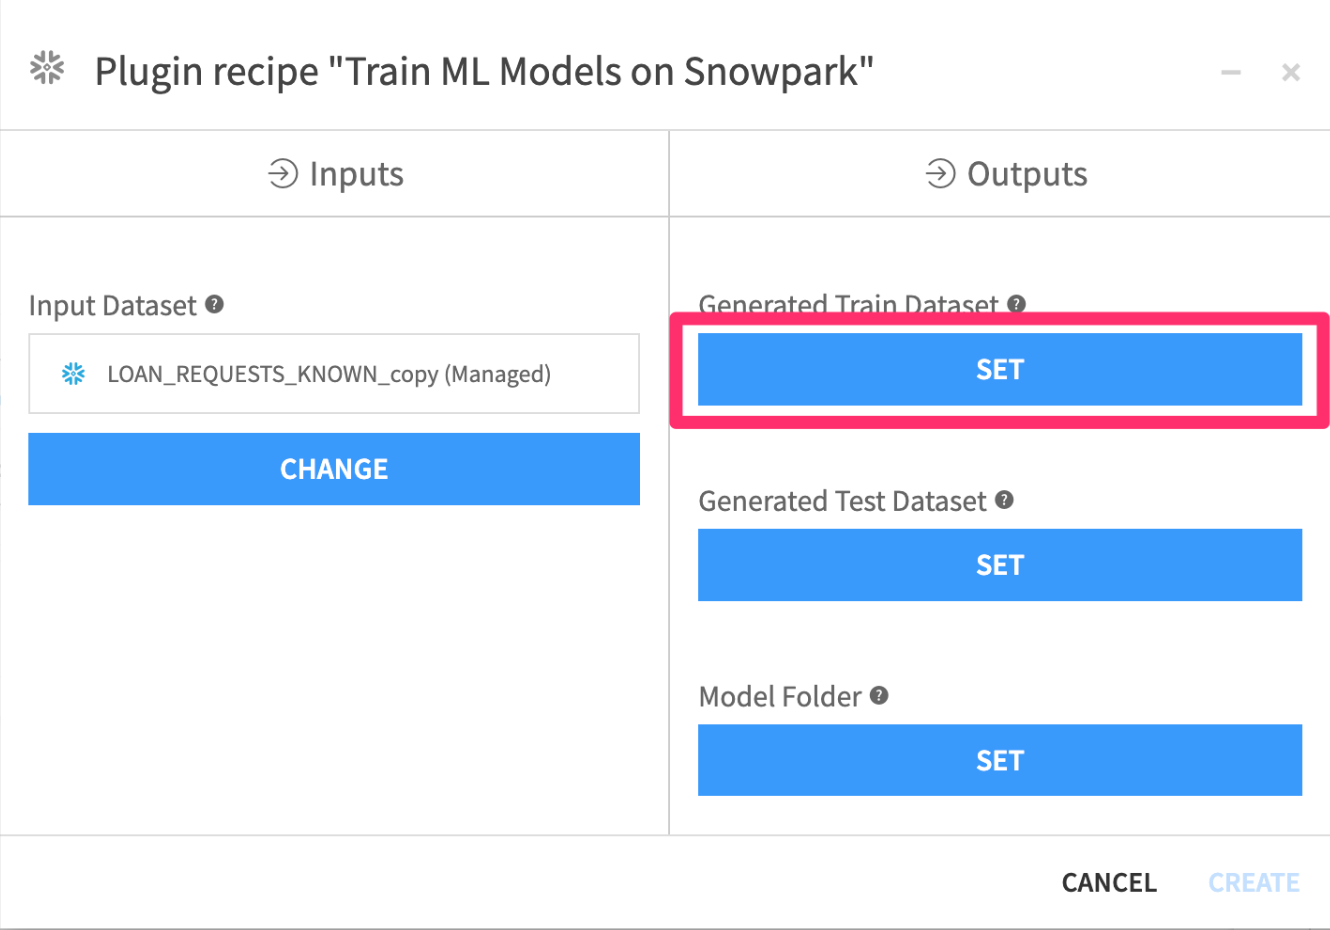 Plugin recipe "Train ML Models on Snowpark"
Inputs
Outputs
Input Dataset
LOAN_REQUESTS_KNOWN_copy (Managed)
CHANGE
Generated Train Dataset
SET
Generated Test Dataset
SET
Model Folder
SET
CANCEL
CREATE